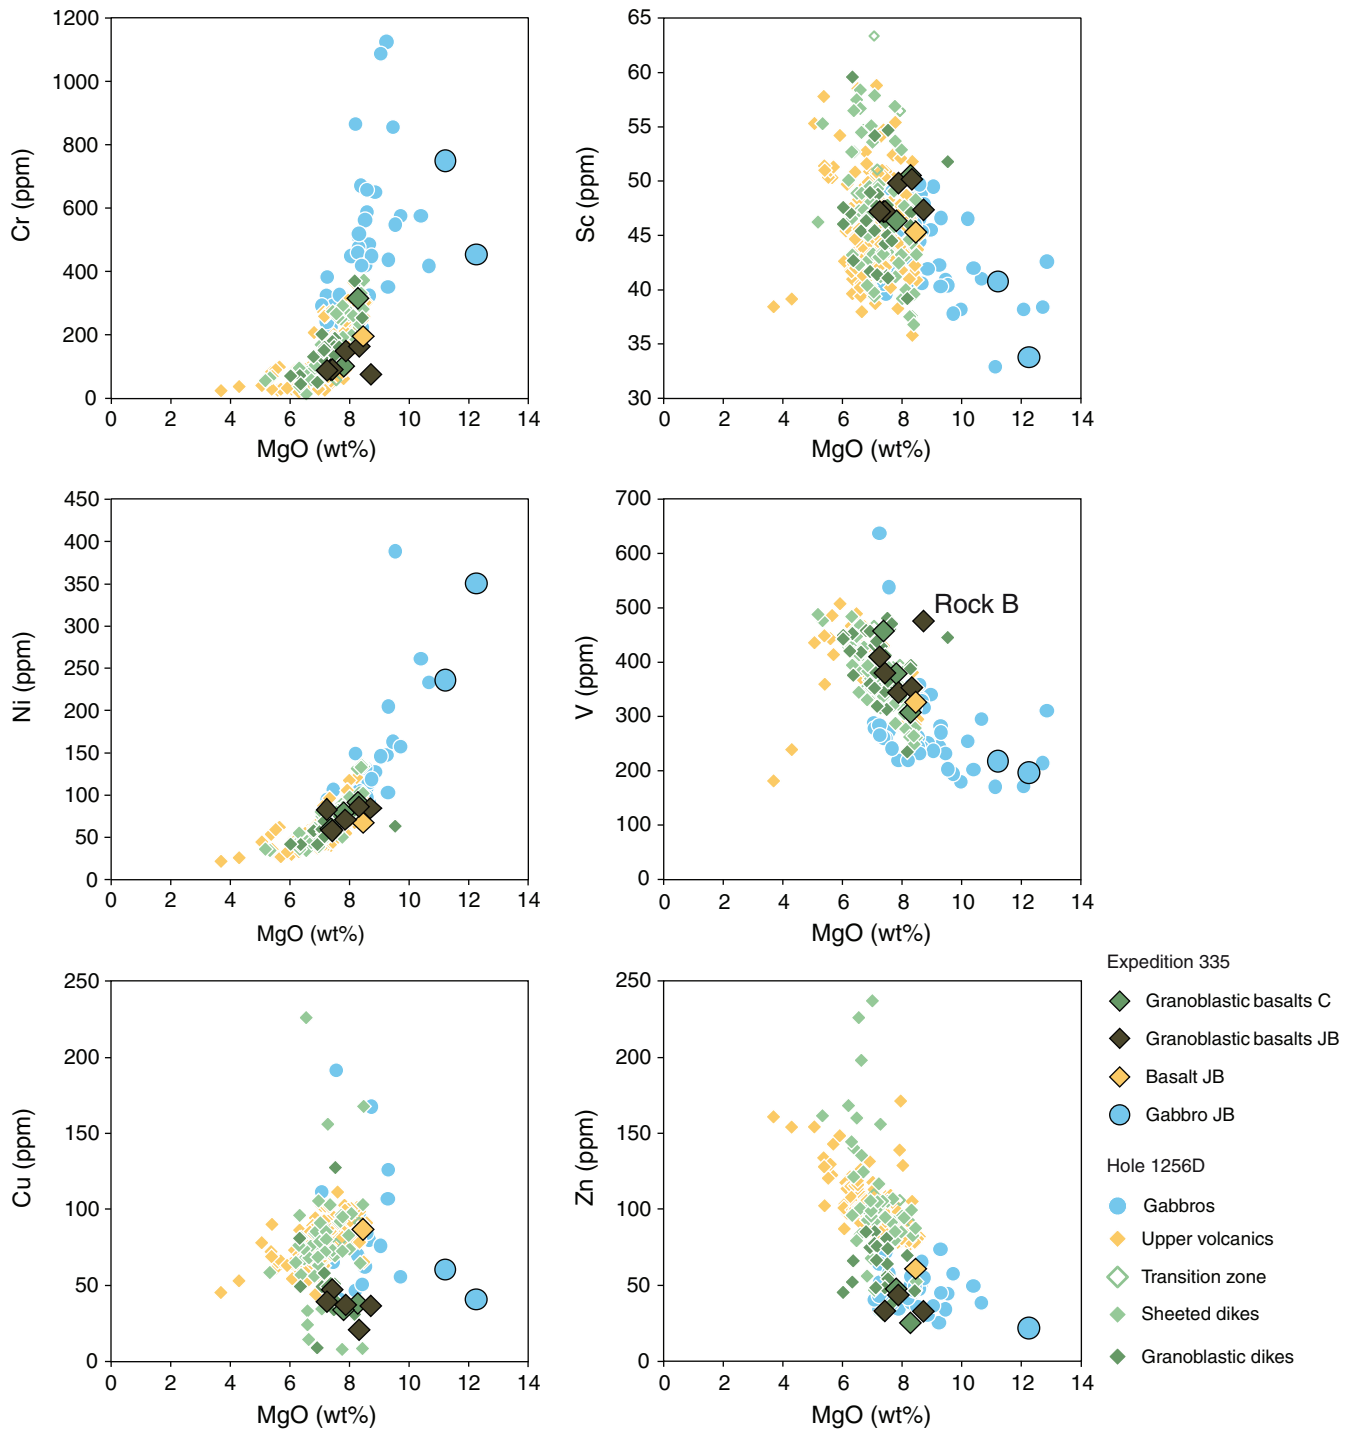 1200
1000
800
600
400
200
0
Cr (ppm)
0 2 4 6 8 10 12 14
MgO (wt%)
65
60
55
50
45
40
35
30
Sc (ppm)
0 2 4 6 8 10 12 14
MgO (wt%)
450
400
350
300
250
200
150
100
50
0
Ni (ppm)
0 2 4 6 8 10 12 14
MgO (wt%)
700
600
500
400
300
200
100
0
V (ppm)
Rock B
0 2 4 6 8 10 12 14
MgO (wt%)
250
200
150
100
50
0
Cu (ppm)
0 2 4 6 8 10 12 14
MgO (wt%)
250
200
150
100
50
0
Zn (ppm)
0 2 4 6 8 10 12 14
MgO (wt%)
Expedition 335
Granoblastic basalts C
Granoblastic basalts JB
Basalt JB
Gabbro JB
Hole 1256D
Gabbros
Upper volcanics
Transition zone
Sheeted dikes
Granoblastic dikes